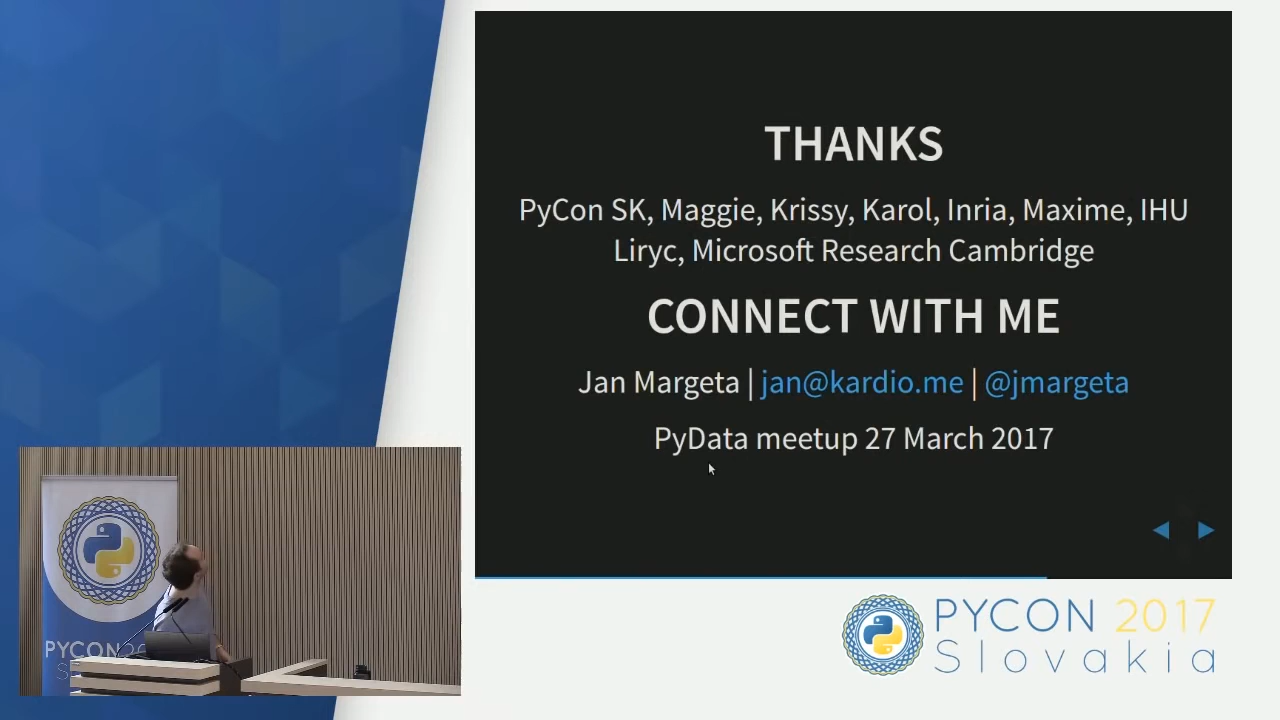 THANKS
PyCon SK, Maggie, Krissy, Karol, Inria, Maxime, IHU
Liryc, Microsoft Research Cambridge
CONNECT WITH ME
Jan Margeta | jan@kardio.me | @jmargeta
PyData meetup 27 March 2017
PYCON 2017
Slovakia
PYCON